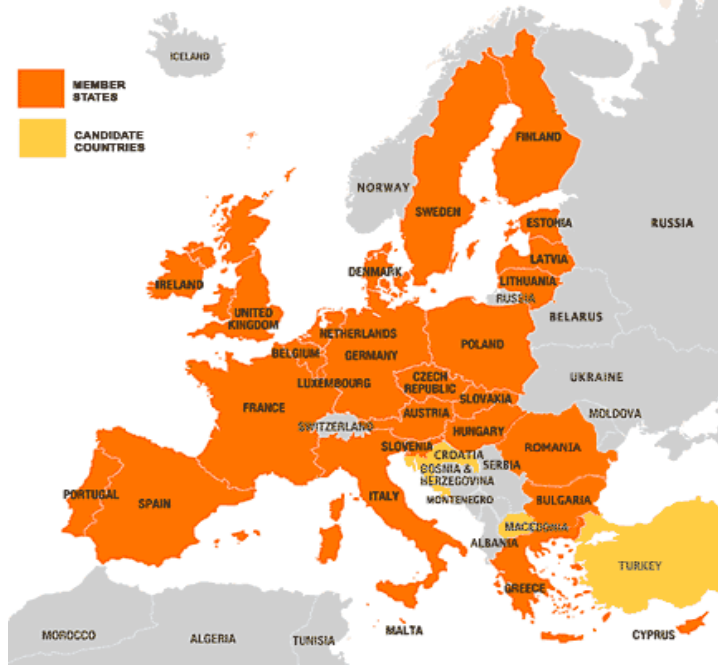 ICELAND
MEMBER
STATES
CANDIDATE
COUNTRIES
FINLAND
NORWAY
SWEDEN
RUSSIA
ESTONIA
LATVIA
DENMARK
LITHUANIA
IRELAND
RUSSIA
UNITED
KINGDOM
BELARUS
NETHERLANDS
POLAND
BELGIUM
GERMANY
UKRAINE
CZECH
REPUBLIC
LUXEMBOURG
SLOVAKIA
FRANCE
AUSTRIA
MOLDOVA
SWITZERLAND
HUNGARY
SLOVENIA
ROMANIA
CROATIA
SERBIA
BOSNIA &
HERZEGOVINA
PORTUGAL
SPAIN
ITALY
MONTENEGRO
BULGARIA
MACEDONIA
ALBANIA
TURKEY
GREECE
MALTA
CYPRUS
MOROCCO
ALGERIA
TUNISIA